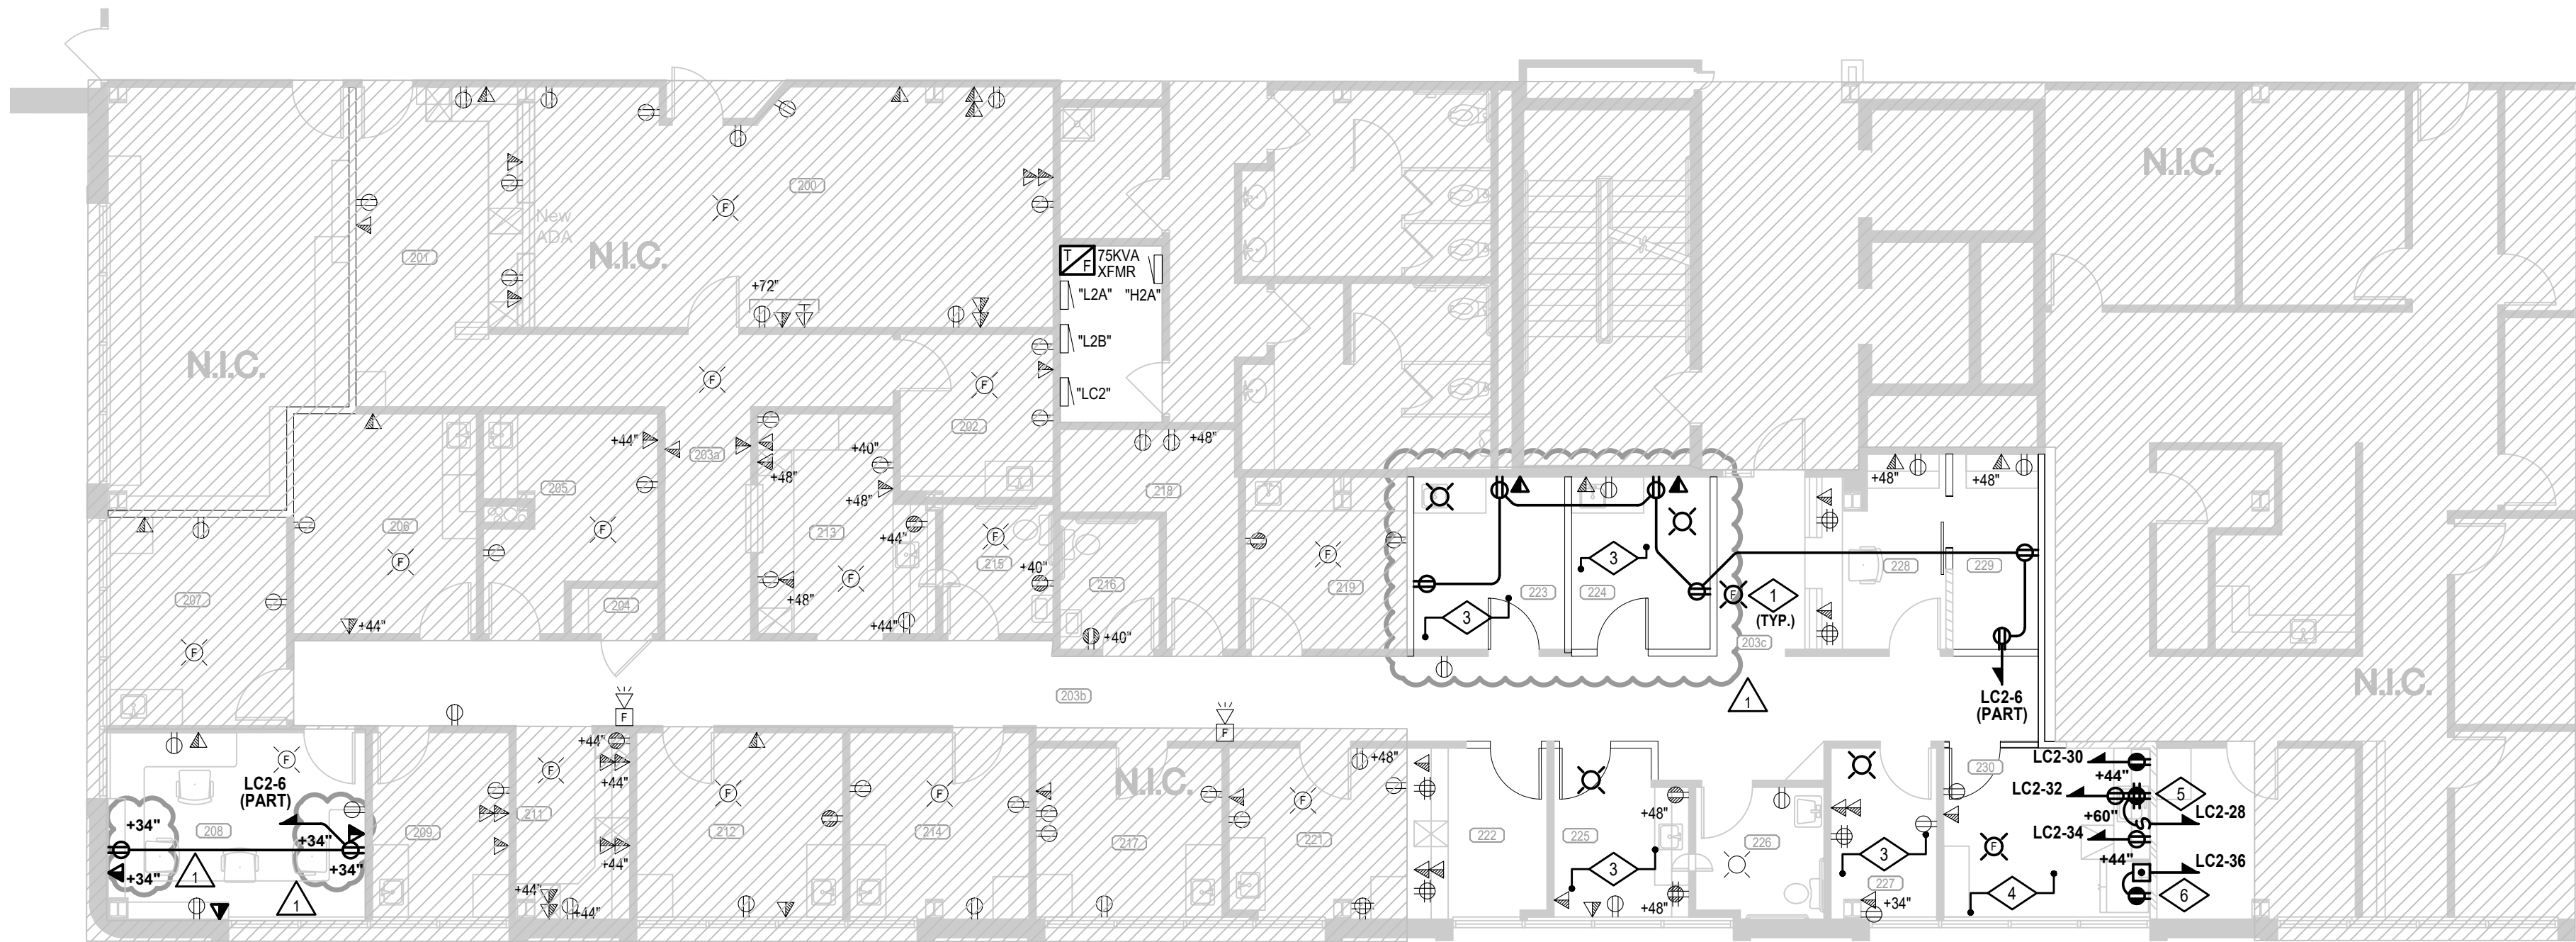 N.I.C.
200
New
ADA
N.I.C.
201
T
F
75KVA
XFMR
"L2A"
"H2A"
+72"
"L2B"
"LC2"
N.I.C.
F
F
F
202
+44"
203a
+40"
+48"
+48"
+48"
205
206
F
F
213
F
+44"
+48"
+44"
F
215
+40"
216
+40"
218
+48"
219
F
204
207
+44"
F
203b
3
223
224
3
F
1
(TYP.)
203c
1
+48"
+48"
228
229
LC2-6
(PART)
N.I.C.
F
F
F
LC2-6
(PART)
+34"
208
+34"
+34"
+34"
1
1
209
211
F
+44"
+44"
+44"
+44"
+44"
212
F
214
F
217
N.I.C.
221
F
+48"
222
225
+48"
3
+48"
226
3
227
+34"
230
F
4
LC2-30
+44"
LC2-32
5
+60"
LC2-28
LC2-34
+44"
LC2-36
6